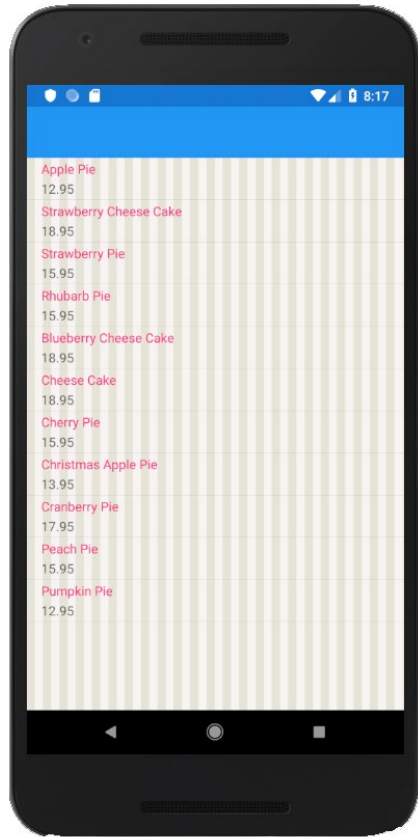 8:17
Apple Pie
12.95
Strawberry Cheese Cake
18.95
Strawberry Pie
15.95
Rhubarb Pie
15.95
Blueberry Cheese Cake
18.95
Cheese Cake
18.95
Cherry Pie
15.95
Christmas Apple Pie
13.95
Cranberry Pie
17.95
Peach Pie
15.95
Pumpkin Pie
12.95